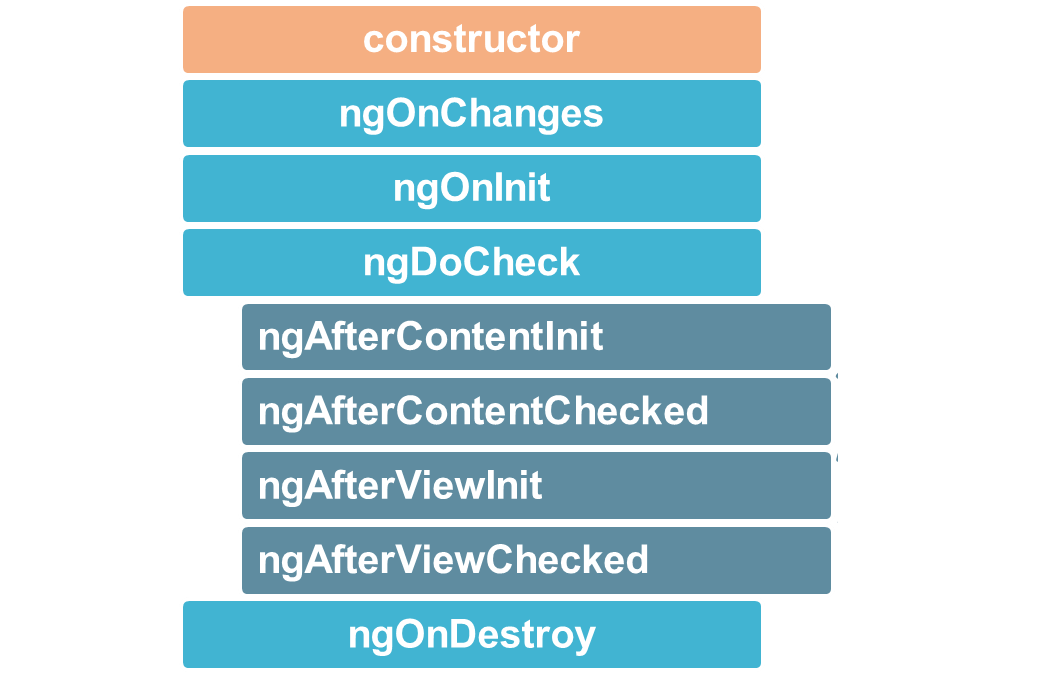 constructor
ngOnChanges
ngOnInit
ngDoCheck
ngAfterContentInit
ngAfterContentChecked
ngAfterViewInit
ngAfterViewChecked
ngOnDestroy